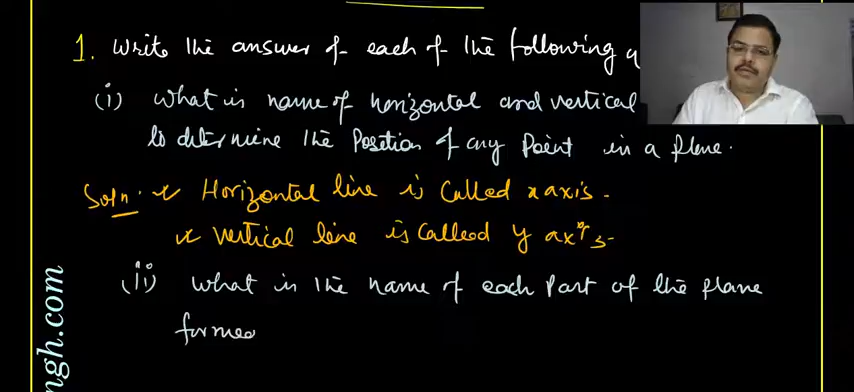 1. Write the answer of each of the following q
(i) What is name of horizontal and vertical
to determine the Position of any Point in a plane.
Soln. x Horizontal line is called x axis.
x vertical line is called y axis.
(ii) What is the name of each part of the plane
formed
ngh.com